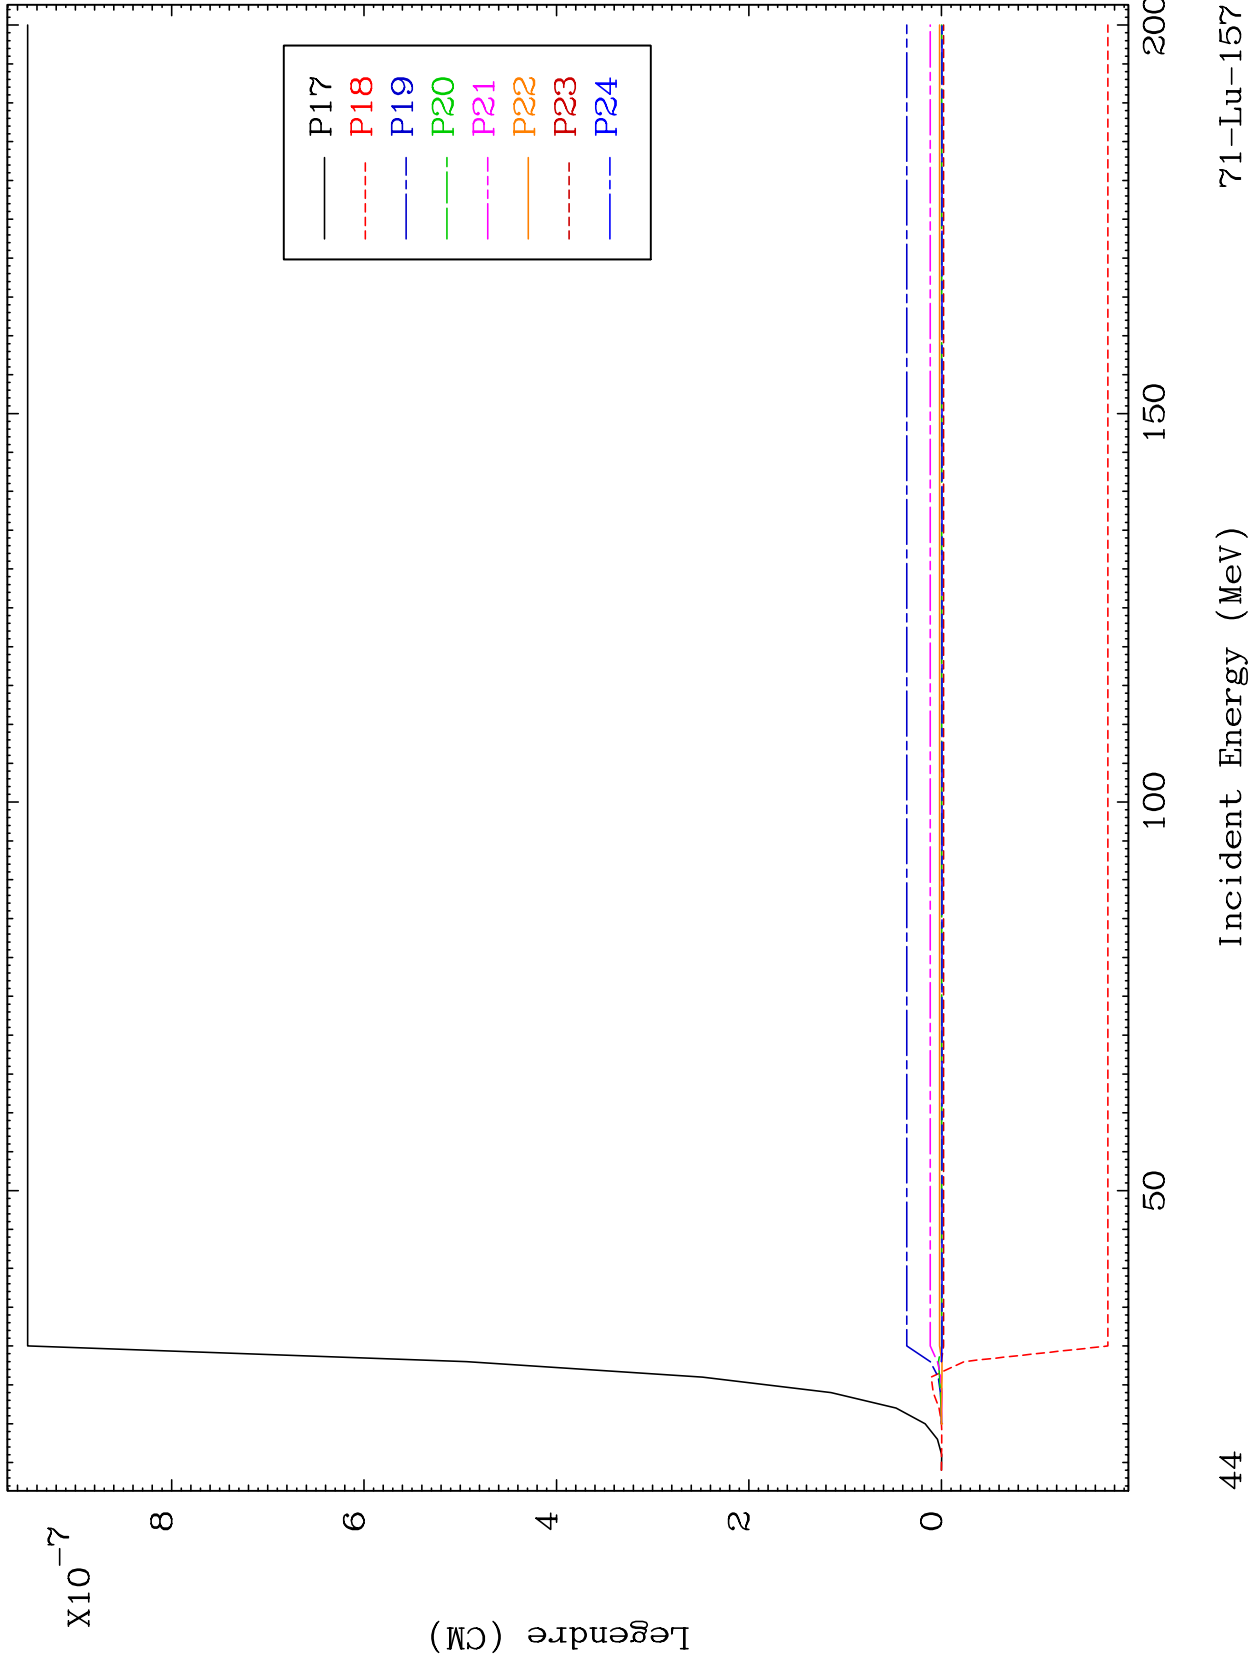 X10-7
8
6
4
2
0
Legendre (CM)
P17
P18
P19
P20
P21
P22
P23
P24
50
100
150
200
Incident Energy (MeV)
44
71-Lu-157